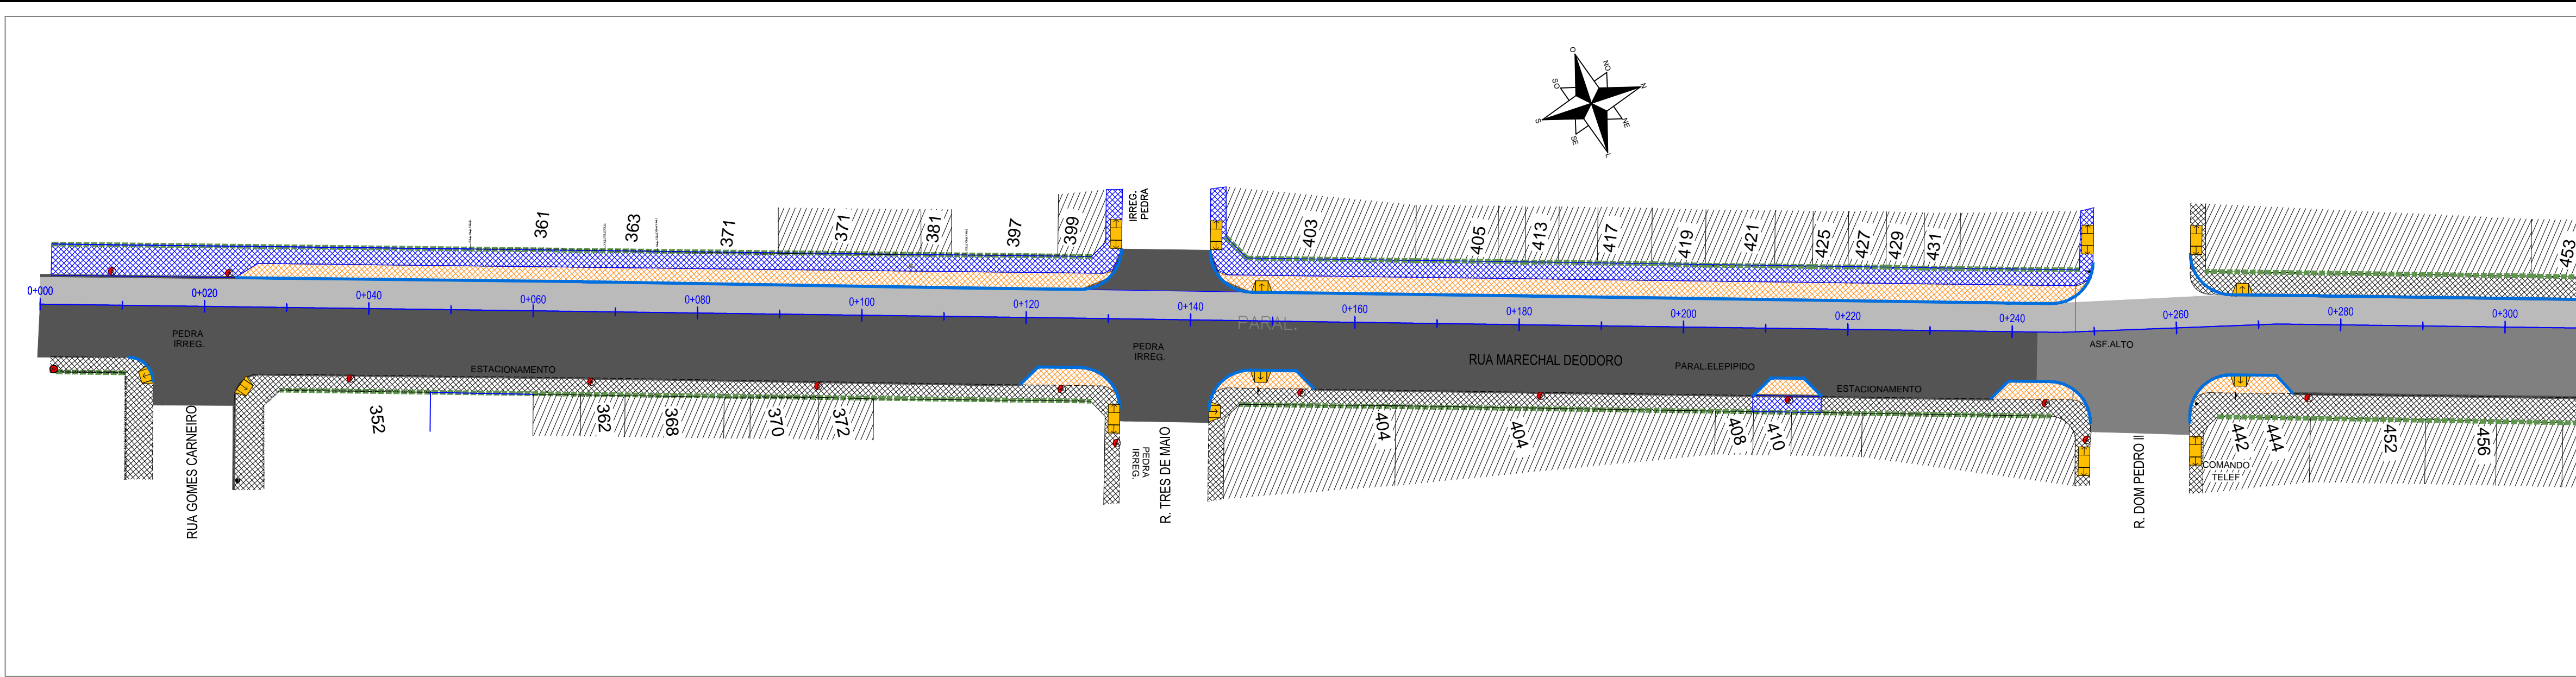 O
NO
N
NE
L
SE
S
SO
361
363
371
371
381
397
399
IRREG.
PEDRA
403
405
413
417
419
421
425
427
429
431
453
0+000
0+020
0+040
0+060
0+080
0+100
0+120
0+140
0+160
0+180
0+200
0+220
0+240
0+260
0+280
0+300
PARAL.
PEDRA
IRREG.
PEDRA
IRREG.
RUA MARECHAL DEODORO
PARAL.ELEPIPIDO
ASF.ALTO
ESTACIONAMENTO
ESTACIONAMENTO
352
362
368
370
372
404
404
408
410
442
444
452
456
RUA GOMES CARNEIRO
PEDRA
IRREG.
R. TRES DE MAIO
R. DOM PEDRO II
COMANDO
TELEF